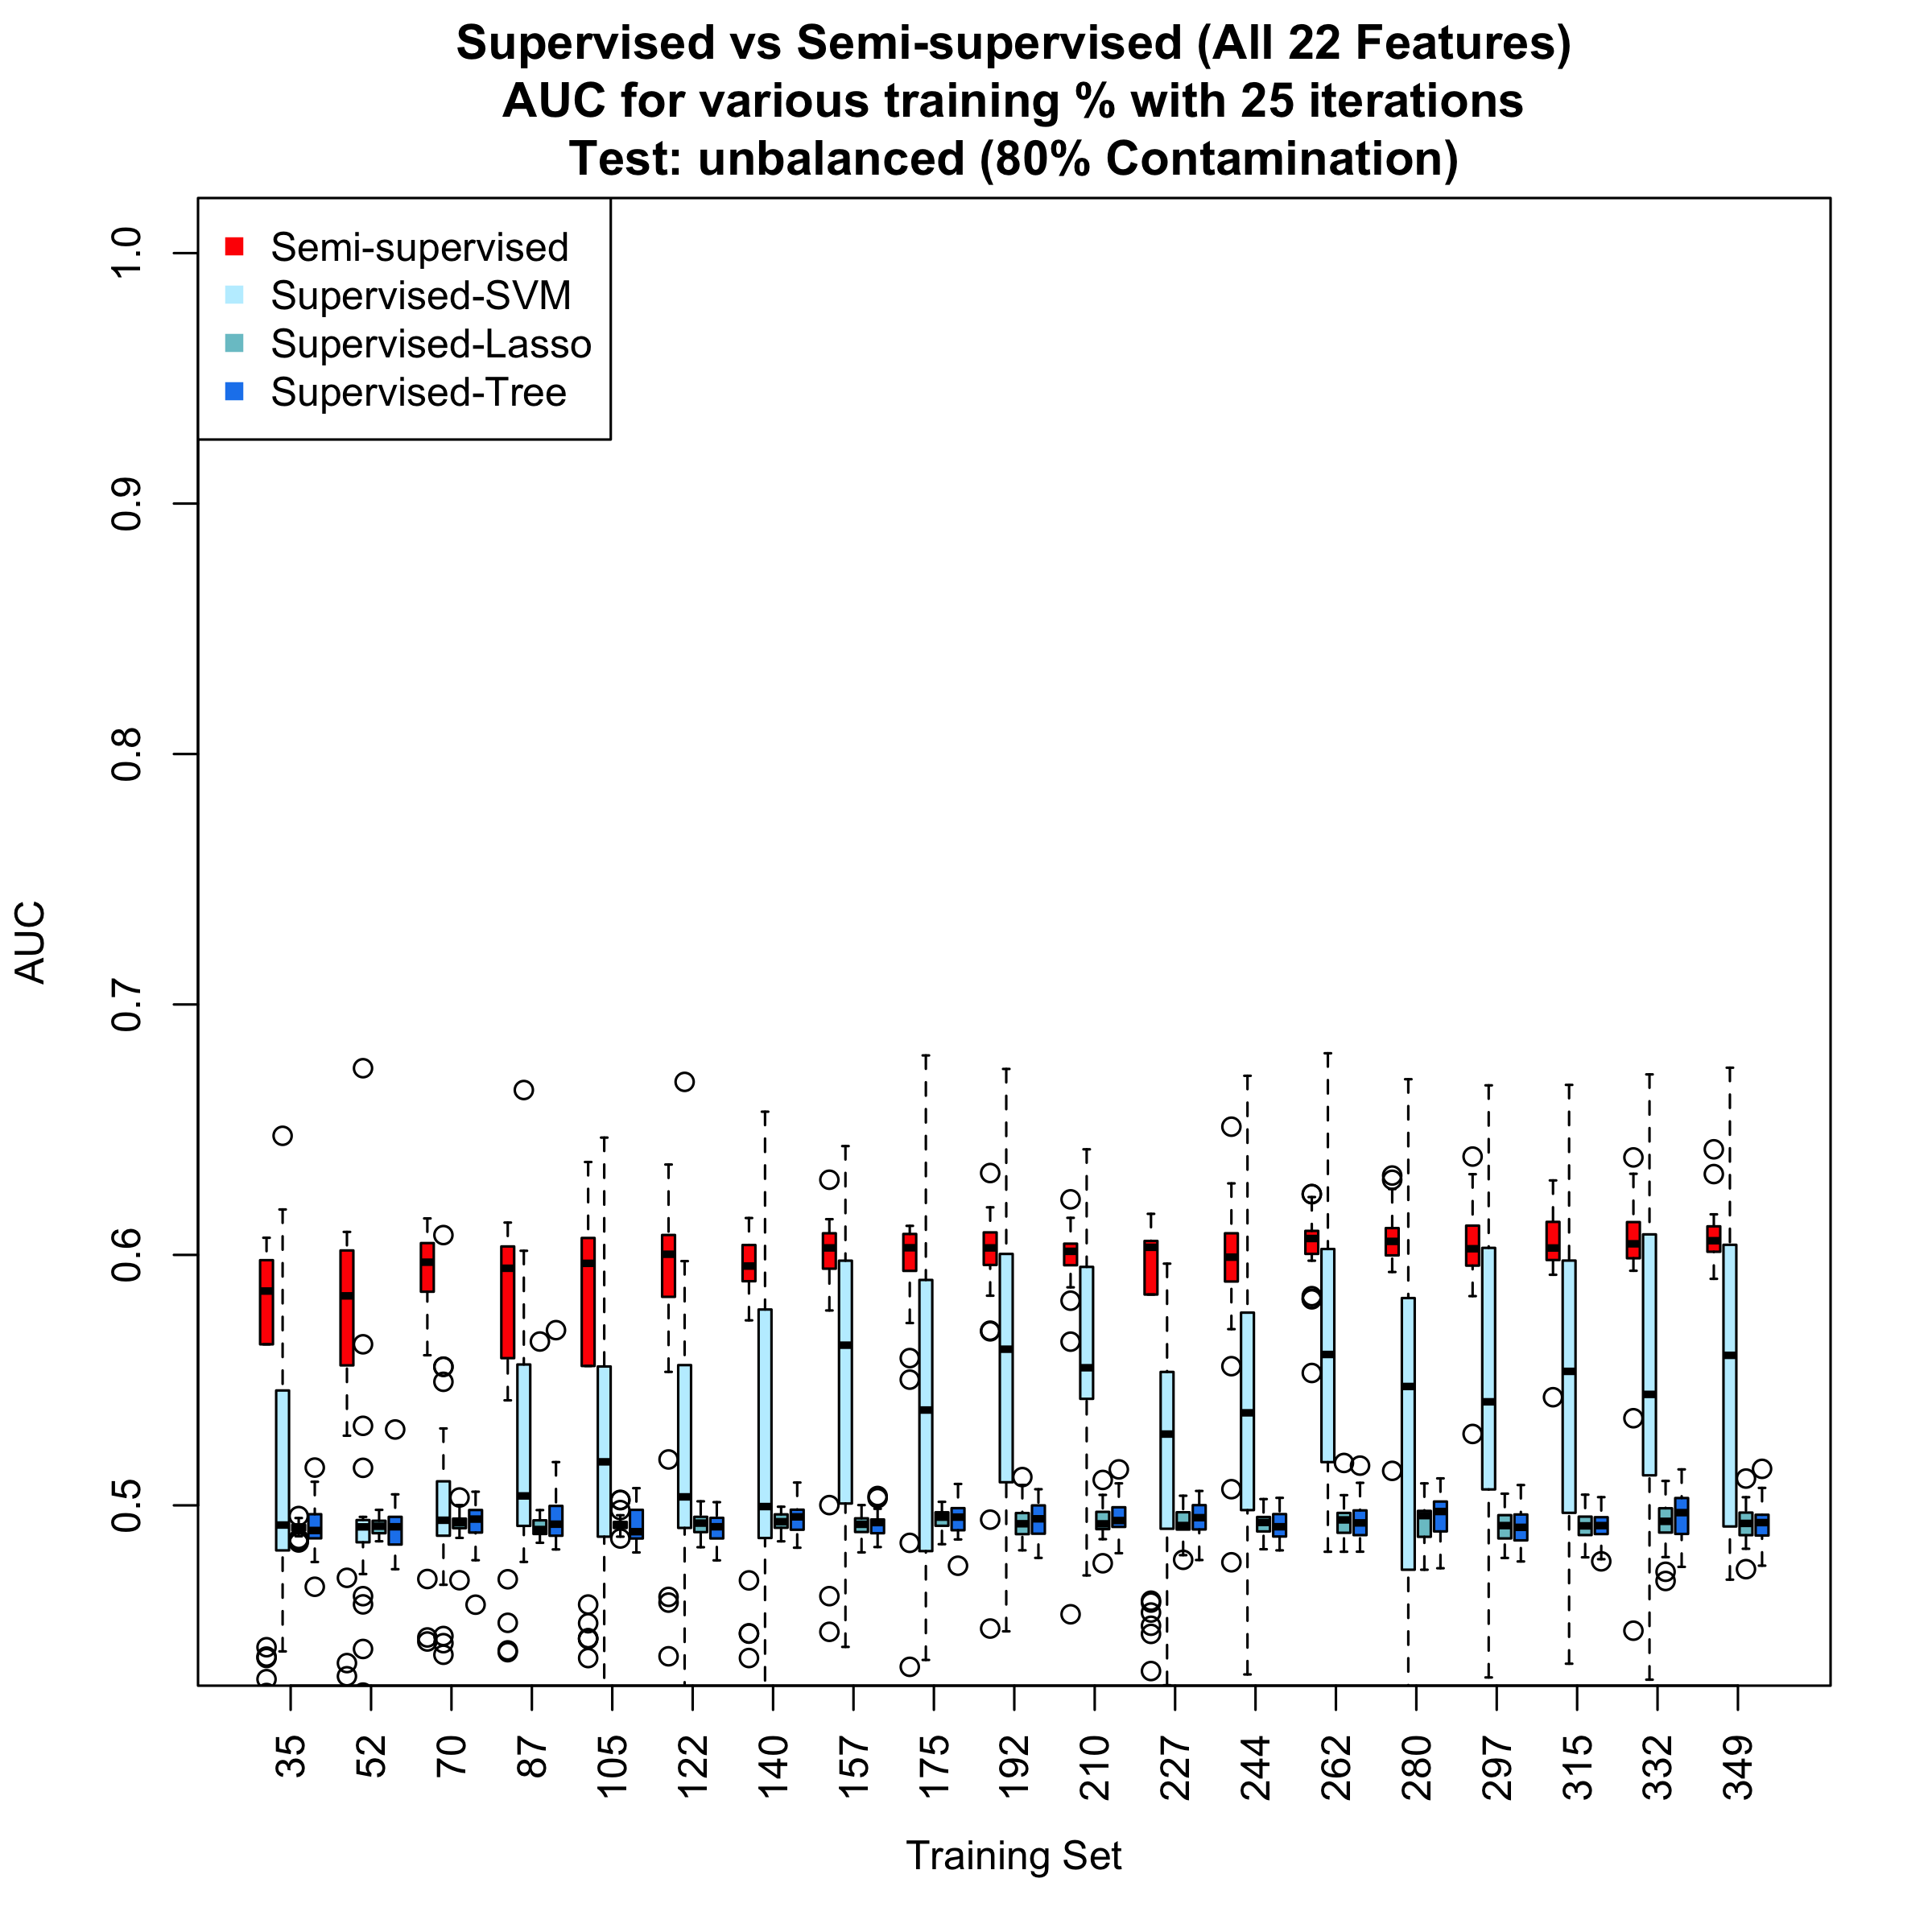 Supervised vs Semi-supervised (All 22 Features)
AUC for various training % with 25 iterations
Test: unbalanced (80% Contamination)
Semi-supervised
Supervised-SVM
Supervised-Lasso
Supervised-Tree
1.0
0.9
0.8
0.7
0.6
0.5
AUC
35 52 70 87 105 122 140 157 175 192 210 227 244 262 280 297 315 332 349
Training Set